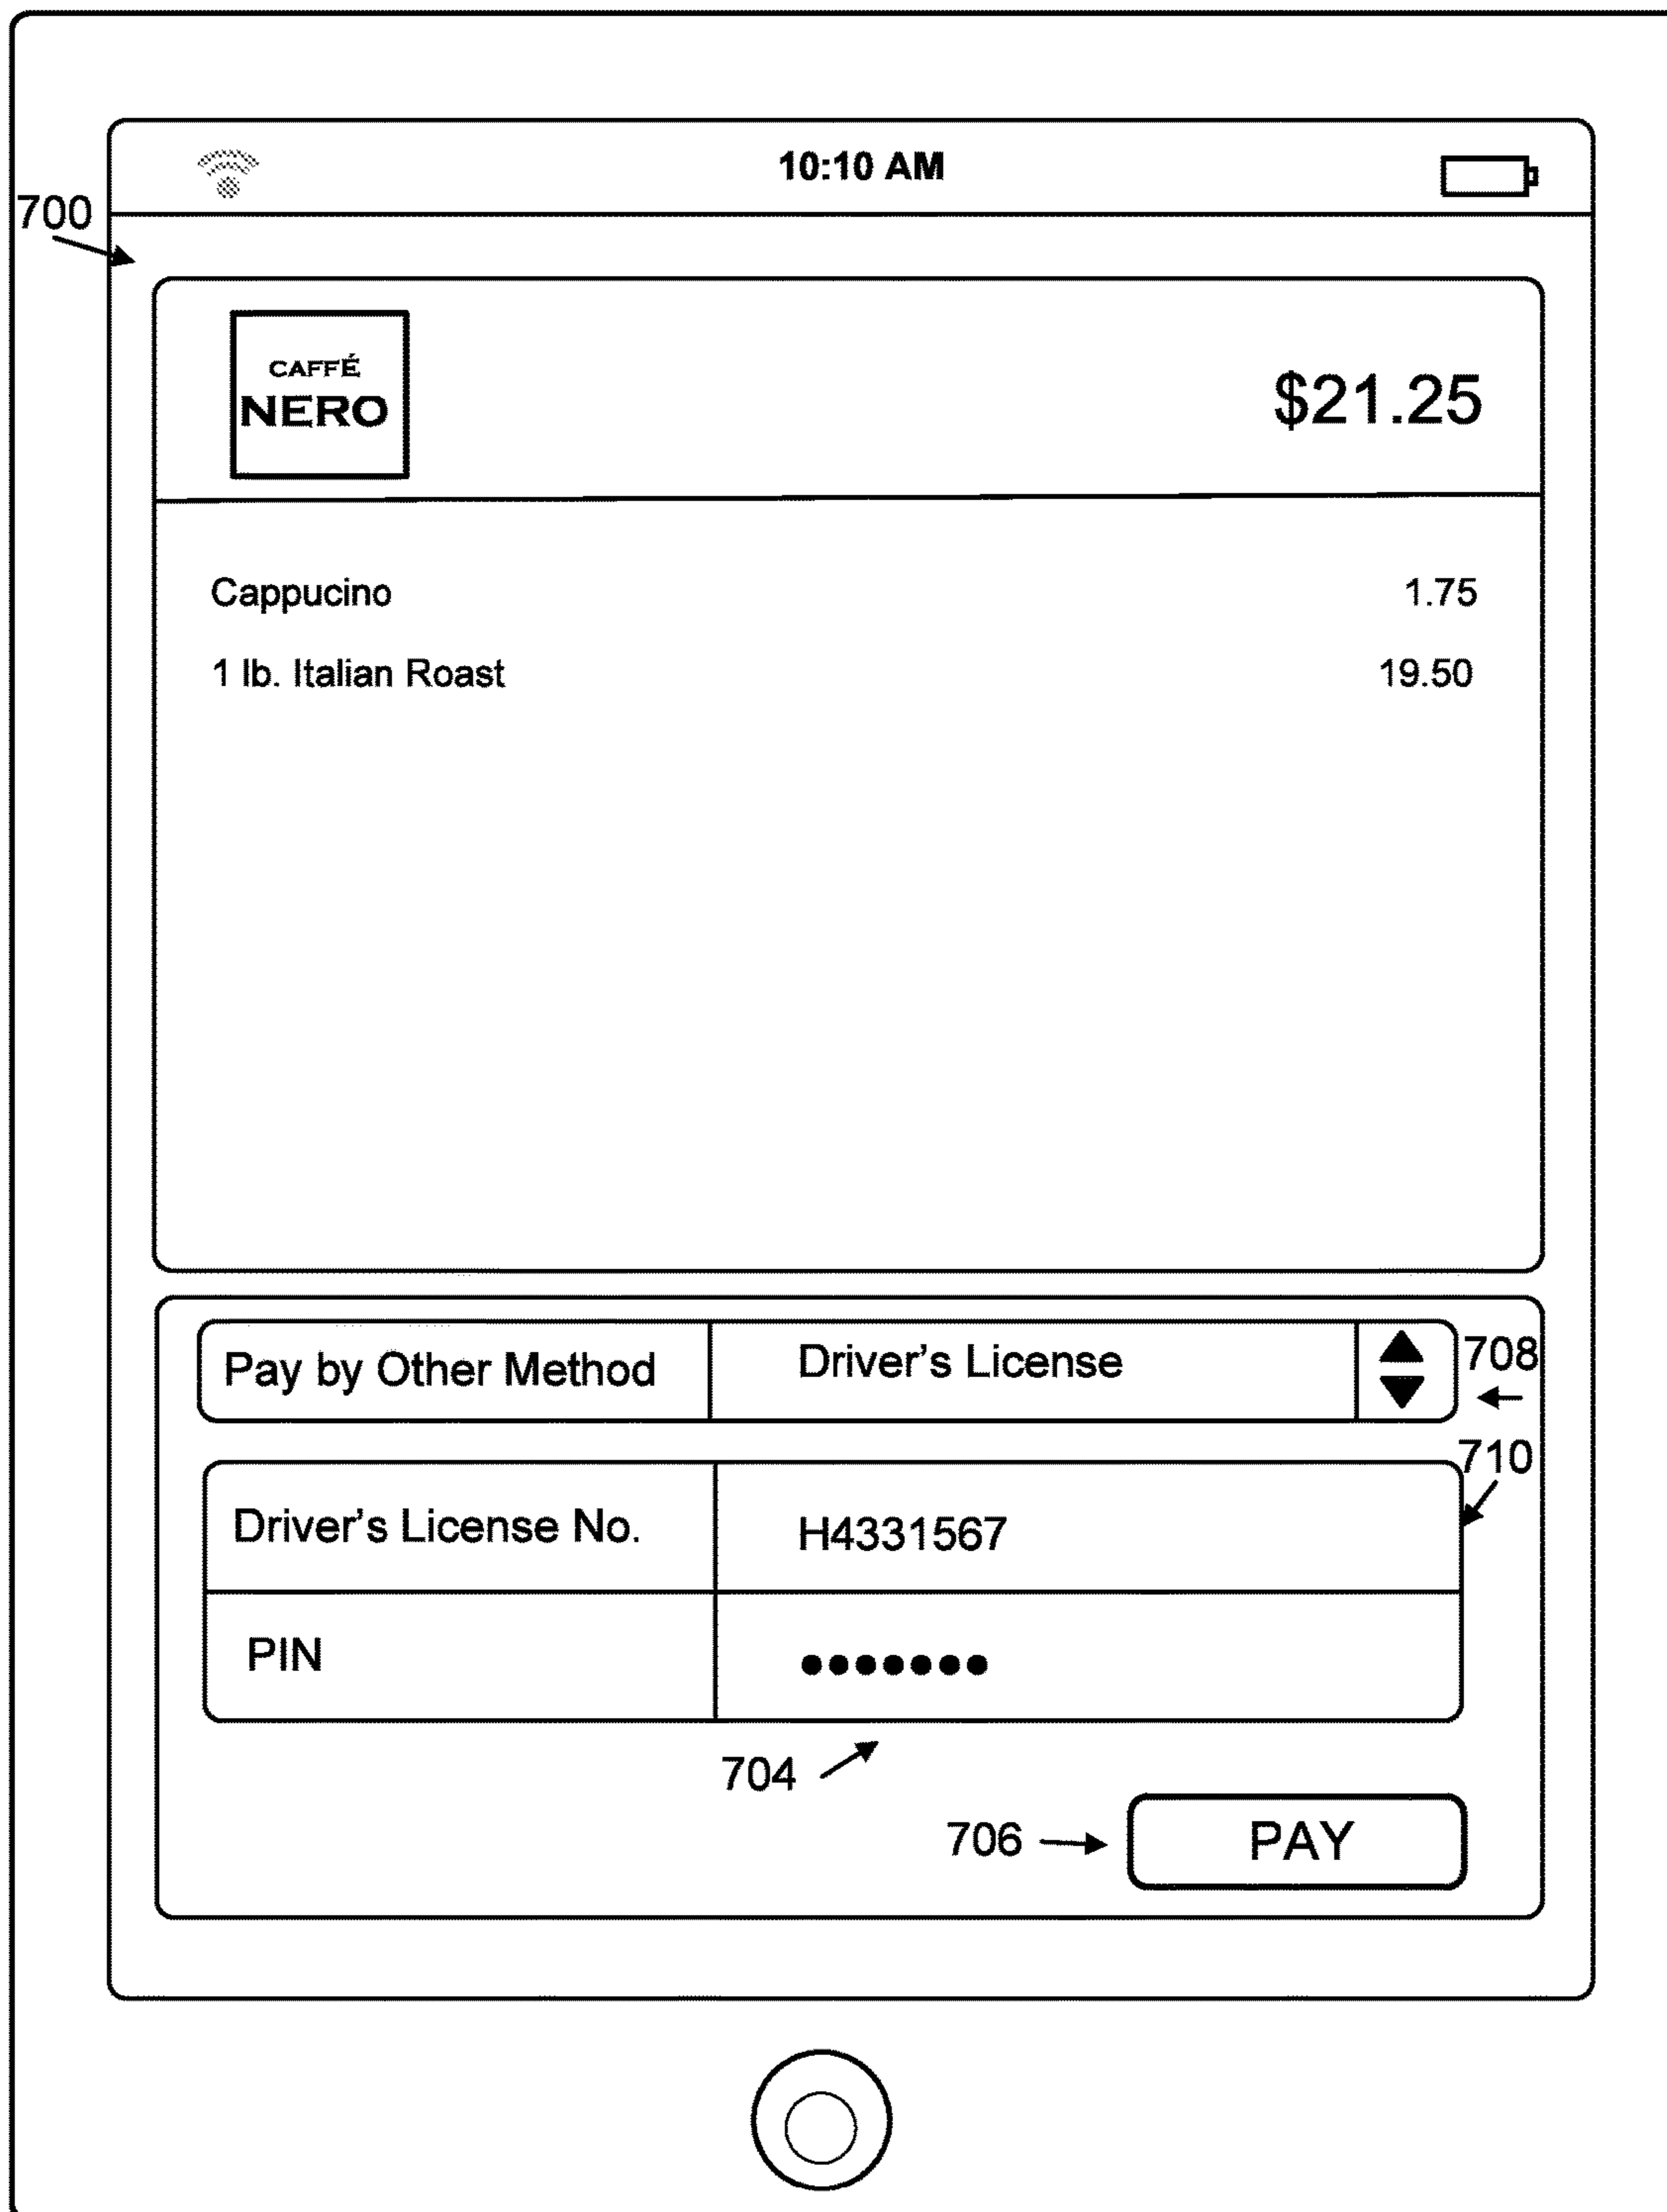 10:10 AM
700
CAFFÉ
NERO
$21.25
Cappucino 1.75
1 lb. Italian Roast 19.50
Pay by Other Method Driver's License 708
710
Driver's License No. H4331567
PIN •••••••
704
706 PAY